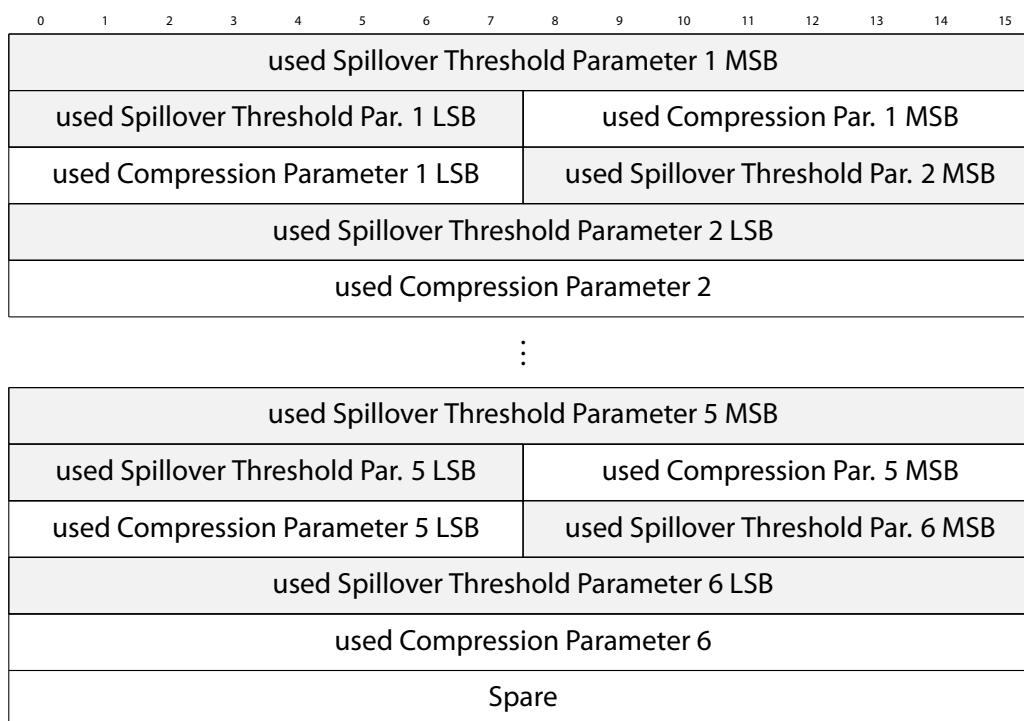 0 1 2 3 4 5 6 7 8 9 10 11 12 13 14 15
used Spillover Threshold Parameter 1 MSB
used Spillover Threshold Par. 1 LSB used Compression Par. 1 MSB
used Compression Parameter 1 LSB used Spillover Threshold Par. 2 MSB
used Spillover Threshold Parameter 2 LSB
used Compression Parameter 2
⋮
used Spillover Threshold Parameter 5 MSB
used Spillover Threshold Par. 5 LSB used Compression Par. 5 MSB
used Compression Parameter 5 LSB used Spillover Threshold Par. 6 MSB
used Spillover Threshold Parameter 6 LSB
used Compression Parameter 6
Spare